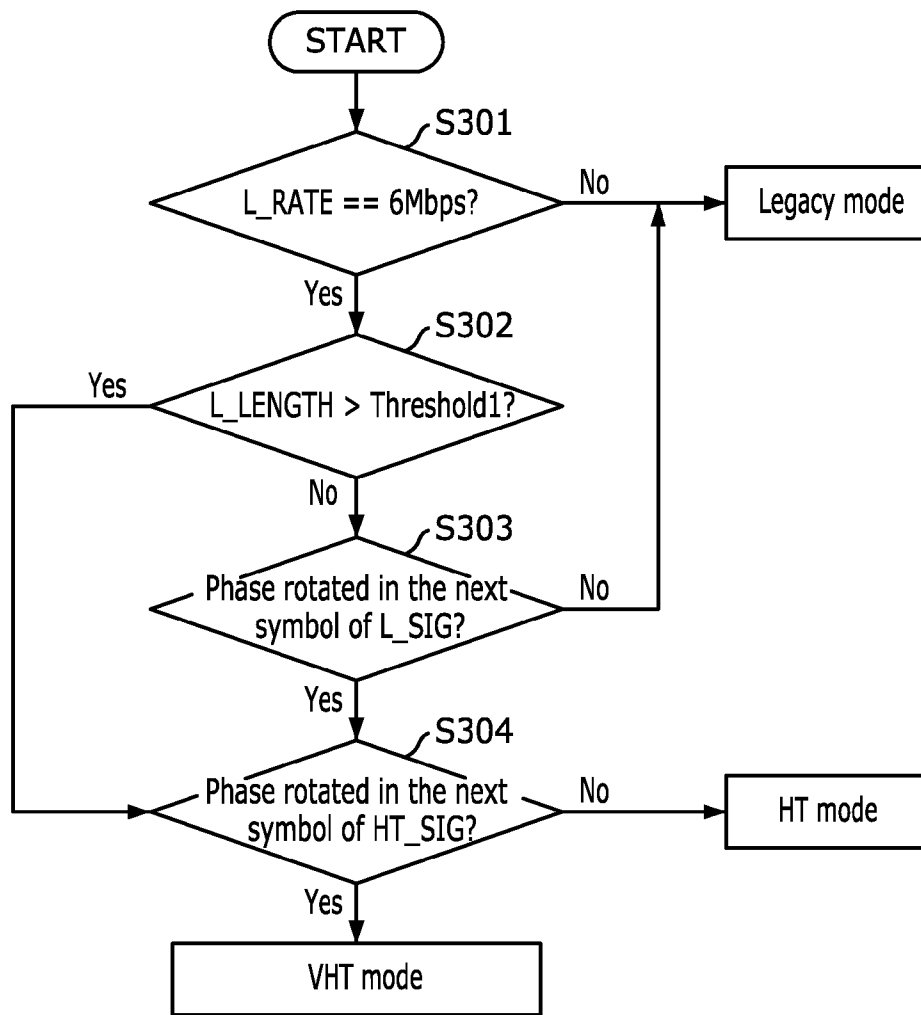 START
S301
L_RATE == 6Mbps?
No
Legacy mode
Yes
S302
Yes
L_LENGTH > Threshold1?
No
S303
Phase rotated in the next
symbol of L_SIG?
No
Yes
S304
Phase rotated in the next
symbol of HT_SIG?
No
HT mode
Yes
VHT mode